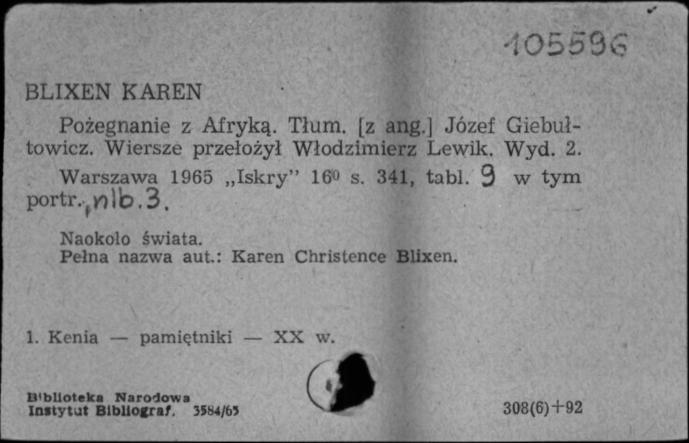 105596
BLIXEN KAREN
Pożegnanie z Afryką. Tłum. [z ang.] Józef Giebuł-
towicz. Wiersze przełożył Włodzimierz Lewik. Wyd. 2.
Warszawa 1965 „Iskry” 16º s. 341, tabl. 9 w tym
portr., nlb. 3.
Naokoło świata.
Pełna nazwa aut.: Karen Christence Blixen.
1. Kenia — pamiętniki — XX w.
Biblioteka Narodowa
Instytut Bibliograf. 3584/65
308(6)+92